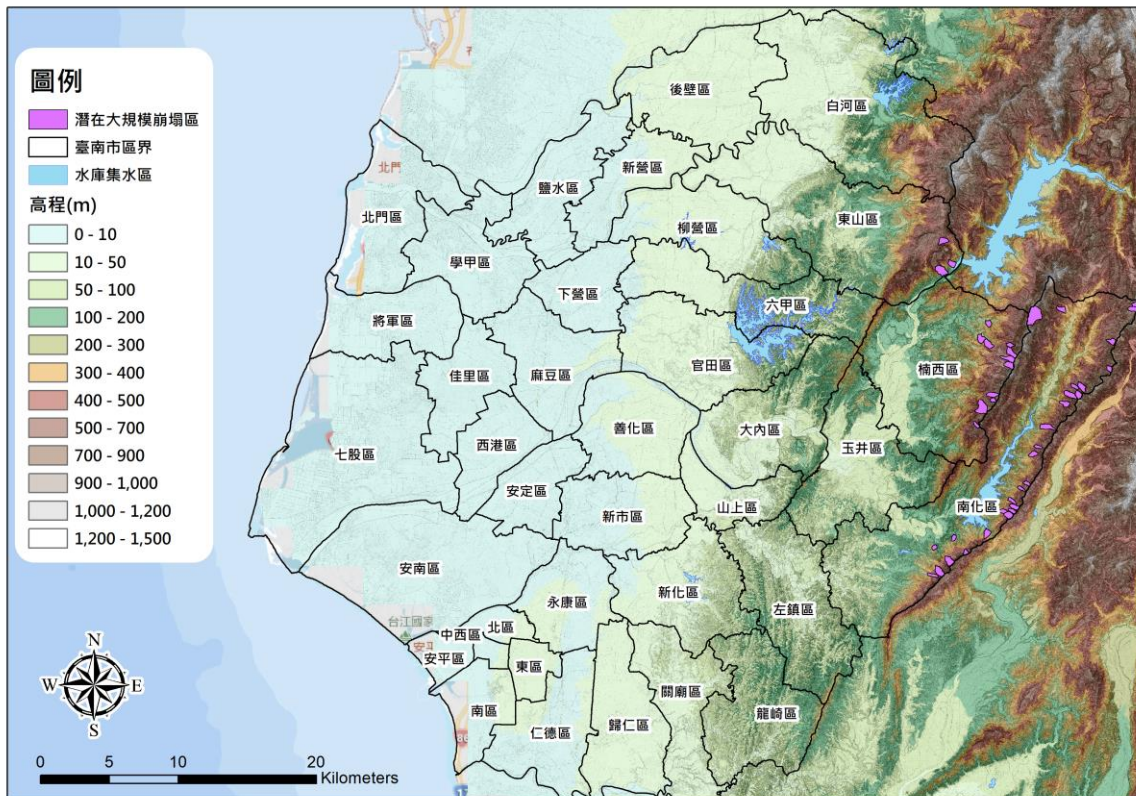 圖例
潛在大規模崩塌區
臺南市區界
水庫集水區
高程(m)
0 - 10
10 - 50
50 - 100
100 - 200
200 - 300
300 - 400
400 - 500
500 - 700
700 - 900
900 - 1,000
1,000 - 1,200
1,200 - 1,500
後壁區
白河區
北門
新營區
鹽水區
北門區
東山區
柳營區
學甲區
下營區
六甲區
將軍區
官田區
楠西區
佳里區
麻豆區
善化區
大內區
西港區
七股區
玉井區
安定區
山上區
新市區
南化區
安南區
新化區
永康區
左鎮區
台江國家
北區
中西區
安平區
東區
關廟區
南區
龍崎區
仁德區
歸仁區
N
W
E
S
0
5
10
20
Kilometers